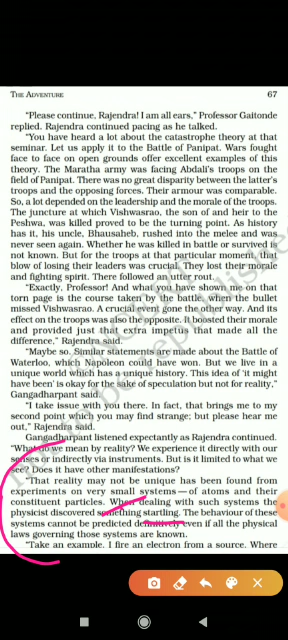 THE ADVENTURE 67
"Please continue, Rajendra! I am all ears," Professor Gaitonde
replied. Rajendra continued pacing as he talked.
"You have heard a lot about the catastrophe theory at that
seminar. Let us apply it to the Battle of Panipat. Wars fought
face to face on open grounds offer excellent examples of this
theory. The Maratha army was facing Abdali's troops on the
field of Panipat. There was no great disparity between the latter's
troops and the opposing forces. Their armour was comparable.
So, a lot depended on the leadership and the morale of the troops.
The juncture at which Vishwasrao, the son of and heir to the
Peshwa, was killed proved to be the turning point. As history
has it, his uncle, Bhausaheb, rushed into the melee and was
never seen again. Whether he was killed in battle or survived is
not known. But for the troops at that particular moment, that
blow of losing their leaders was crucial. They lost their morale
and fighting spirit. There followed an utter rout.
"Exactly, Professor! And what you have shown me on that
torn page is the course taken by the battle, when the bullet
missed Vishwasrao. A crucial event gone the other way. And its
effect on the troops was also the opposite. It boosted their morale
and provided just the extra impetus that made all the
difference," Rajendra said.
"Maybe so. Similar statements are made about the Battle of
Waterloo, which Napoleon could have won. But we live in a
unique world which has a unique history. This idea of 'it might
have been' is okay for the sake of speculation but not for reality,"
Gangadharpant said.
"I take issue with you there. In fact, that brings me to my
second point which you may find strange; but please hear me
out," Rajendra said.
Gangadharpant listened expectantly as Rajendra continued.
"What do we mean by reality? We experience it directly with our
senses or indirectly via instruments. But is it limited to what we
see? Does it have other manifestations?
"That reality may not be unique has been found from
experiments on very small systems — of atoms and their
constituent particles. When dealing with such systems the
physicist discovered something startling. The behaviour of these
systems cannot be predicted definitively even if all the physical
laws governing those systems are known.
"Take an example. I fire an electron from a source. Where